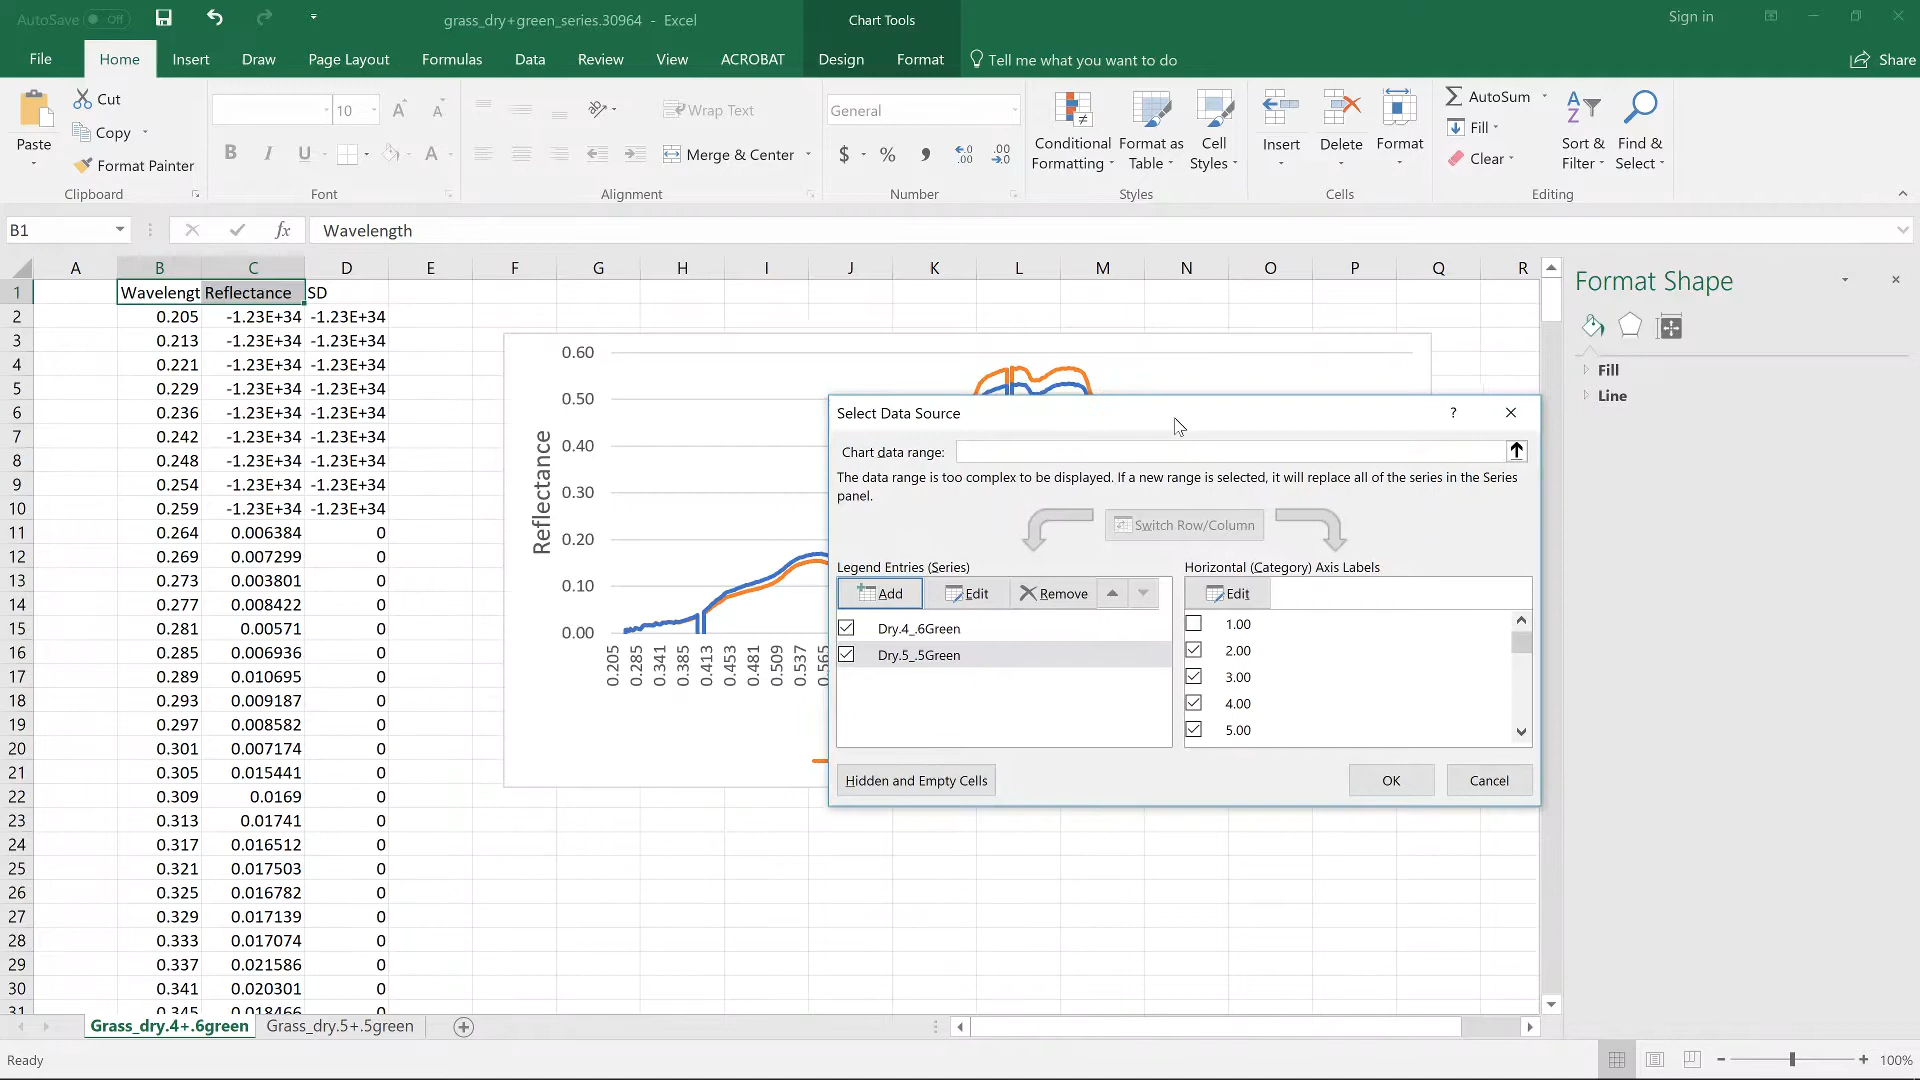 AutoSave Off
grass_dry+green_series.30964 - Excel
Chart Tools
Sign in
File Home Insert Draw Page Layout Formulas Data Review View ACROBAT Design Format Tell me what you want to do Share
Paste
Cut
Copy
Format Painter
Clipboard
10
B I U A
Font
Wrap Text
Merge & Center
Alignment
General
$ % ,
Number
Conditional Formatting
Format as Table
Cell Styles
Styles
Insert Delete Format
Cells
AutoSum
Fill
Clear
Sort & Filter
Find & Select
Editing
B1
fx
Wavelength
A B C D E F G H I J K L M N O P Q R
1 Wavelengt Reflectance SD
2 0.205 -1.23E+34 -1.23E+34
3 0.213 -1.23E+34 -1.23E+34
4 0.221 -1.23E+34 -1.23E+34
5 0.229 -1.23E+34 -1.23E+34
6 0.236 -1.23E+34 -1.23E+34
7 0.242 -1.23E+34 -1.23E+34
8 0.248 -1.23E+34 -1.23E+34
9 0.254 -1.23E+34 -1.23E+34
10 0.259 -1.23E+34 -1.23E+34
11 0.264 0.006384 0
12 0.269 0.007299 0
13 0.273 0.003801 0
14 0.277 0.008422 0
15 0.281 0.00571 0
16 0.285 0.006936 0
17 0.289 0.010695 0
18 0.293 0.009187 0
19 0.297 0.008582 0
20 0.301 0.007174 0
21 0.305 0.015441 0
22 0.309 0.0169 0
23 0.313 0.01741 0
24 0.317 0.016512 0
25 0.321 0.017503 0
26 0.325 0.016782 0
27 0.329 0.017139 0
28 0.333 0.017074 0
29 0.337 0.021586 0
30 0.341 0.020301 0
31 0.345 0.018466 0
0.60
0.50
0.40
0.30
0.20
0.10
0.00
Reflectance
0.205 0.285 0.341 0.385 0.413 0.453 0.481 0.509 0.537 0.565
Select Data Source
?
Chart data range:
The data range is too complex to be displayed. If a new range is selected, it will replace all of the series in the Series
panel.
Switch Row/Column
Legend Entries (Series)
Add Edit Remove
Dry.4_.6Green
Dry.5_.5Green
Horizontal (Category) Axis Labels
Edit
1.00
2.00
3.00
4.00
5.00
Hidden and Empty Cells
OK
Cancel
Format Shape
Fill
Line
Grass_dry.4+.6green
Grass_dry.5+.5green
Ready
100%